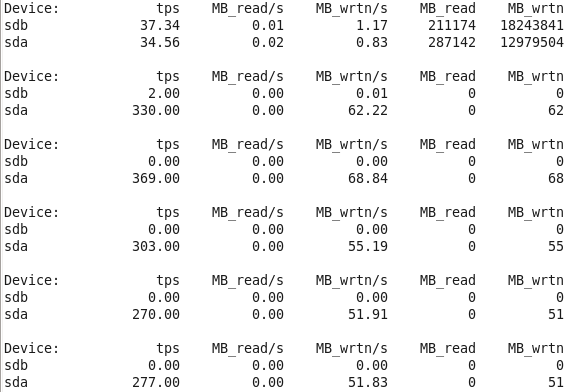 Device: tps MB_read/s MB_wrtn/s MB_read MB_wrtn
sdb 37.34 0.01 1.17 211174 18243841
sda 34.56 0.02 0.83 287142 12979504
Device: tps MB_read/s MB_wrtn/s MB_read MB_wrtn
sdb 2.00 0.00 0.01 0 0
sda 330.00 0.00 62.22 0 62
Device: tps MB_read/s MB_wrtn/s MB_read MB_wrtn
sdb 0.00 0.00 0.00 0 0
sda 369.00 0.00 68.84 0 68
Device: tps MB_read/s MB_wrtn/s MB_read MB_wrtn
sdb 0.00 0.00 0.00 0 0
sda 303.00 0.00 55.19 0 55
Device: tps MB_read/s MB_wrtn/s MB_read MB_wrtn
sdb 0.00 0.00 0.00 0 0
sda 270.00 0.00 51.91 0 51
Device: tps MB_read/s MB_wrtn/s MB_read MB_wrtn
sdb 0.00 0.00 0.00 0 0
sda 277.00 0.00 51.83 0 51